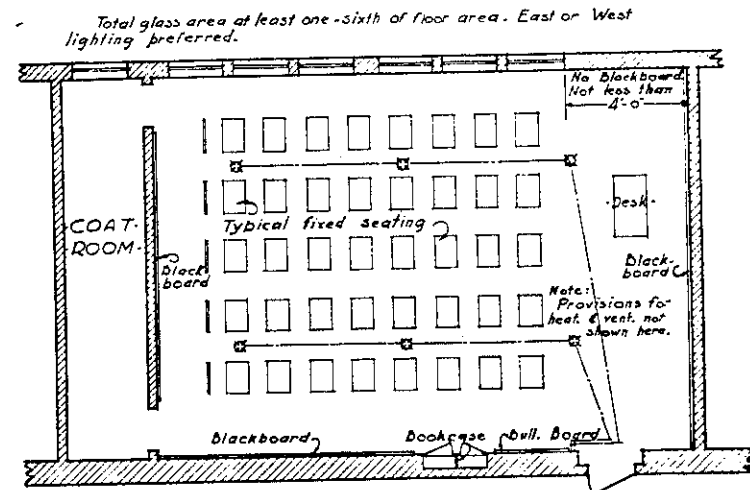 Total glass area at least one-sixth of floor area. East or West
lighting preferred.
No Blackboard
Not less than
4'-0"
COAT-
ROOM-
Typical fixed seating
-Desk-
Black
board
Black-
board
Note:
Provisions for
heat. & vent. not
shown here.
Blackboard
Bookcase
Bull. Board